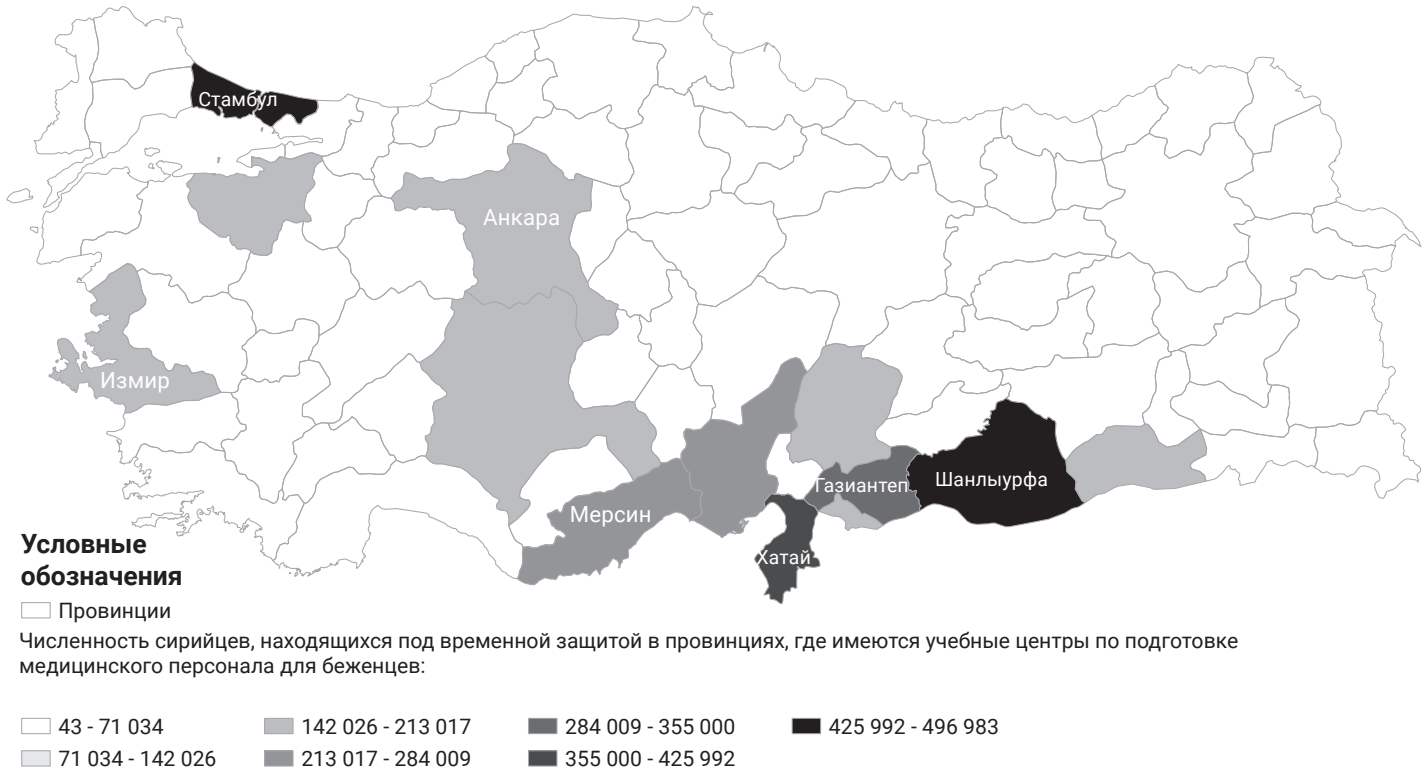 Стамбул
Анкара
Измир
Мерсин
Газиантеп
Шанлыурфа
Хатай
Условные
обозначения
Провинции
Численность сирийцев, находящихся под временной защитой в провинциях, где имеются учебные центры по подготовке
медицинского персонала для беженцев:
43 - 71 034
142 026 - 213 017
284 009 - 355 000
425 992 - 496 983
71 034 - 142 026
213 017 - 284 009
355 000 - 425 992